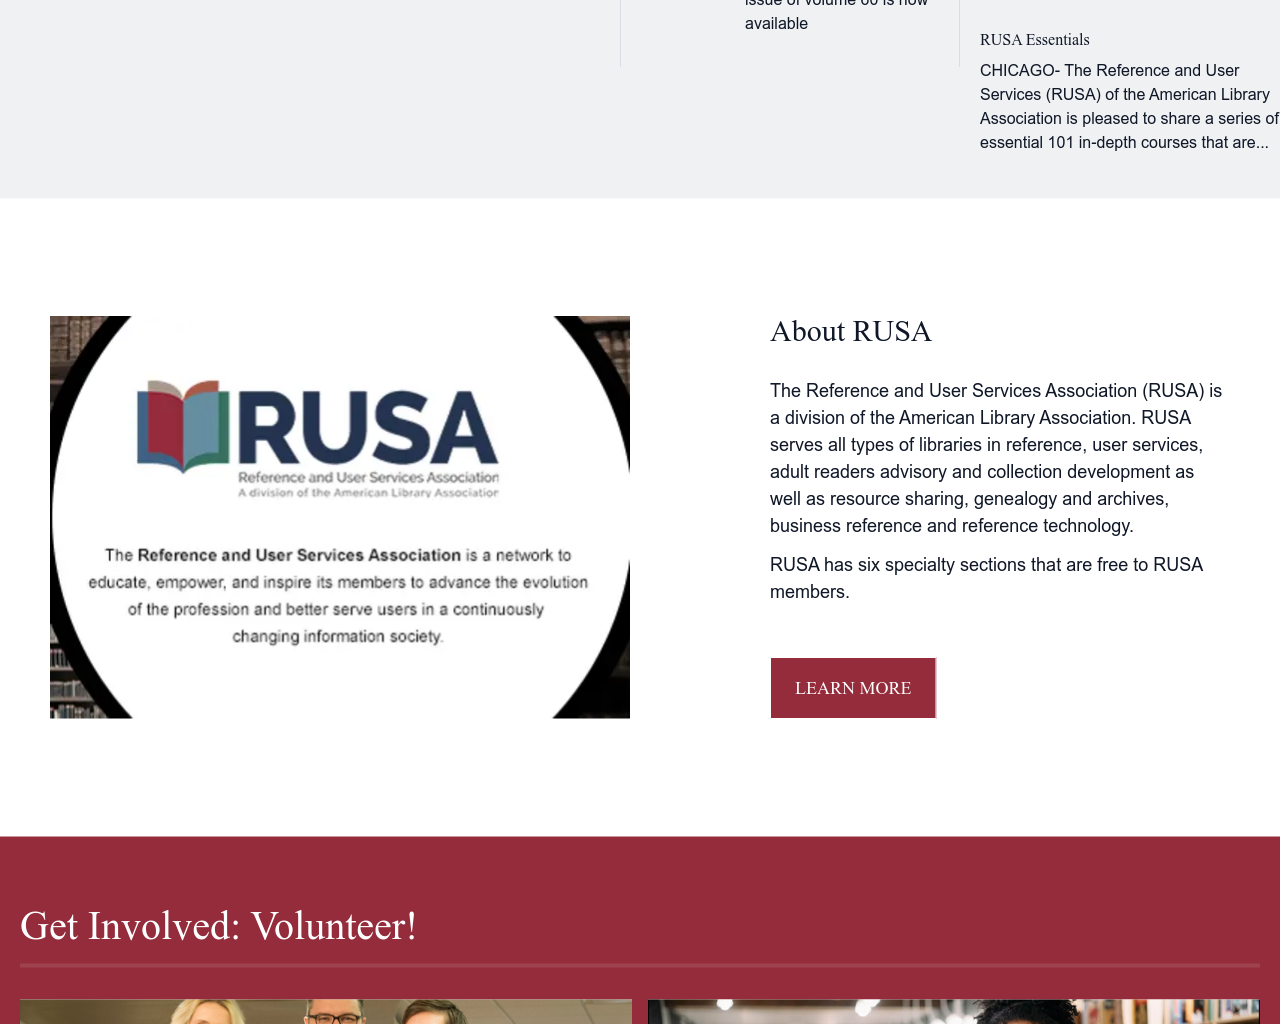 issue of volume 60 is now
available
RUSA Essentials
CHICAGO- The Reference and User
Services (RUSA) of the American Library
Association is pleased to share a series of
essential 101 in-depth courses that are...
RUSA
Reference and User Services Association
A division of the American Library Association
The Reference and User Services Association is a network to
educate, empower, and inspire its members to advance the evolution
of the profession and better serve users in a continuously
changing information society.
About RUSA
The Reference and User Services Association (RUSA) is
a division of the American Library Association. RUSA
serves all types of libraries in reference, user services,
adult readers advisory and collection development as
well as resource sharing, genealogy and archives,
business reference and reference technology.
RUSA has six specialty sections that are free to RUSA
members.
LEARN MORE
Get Involved: Volunteer!